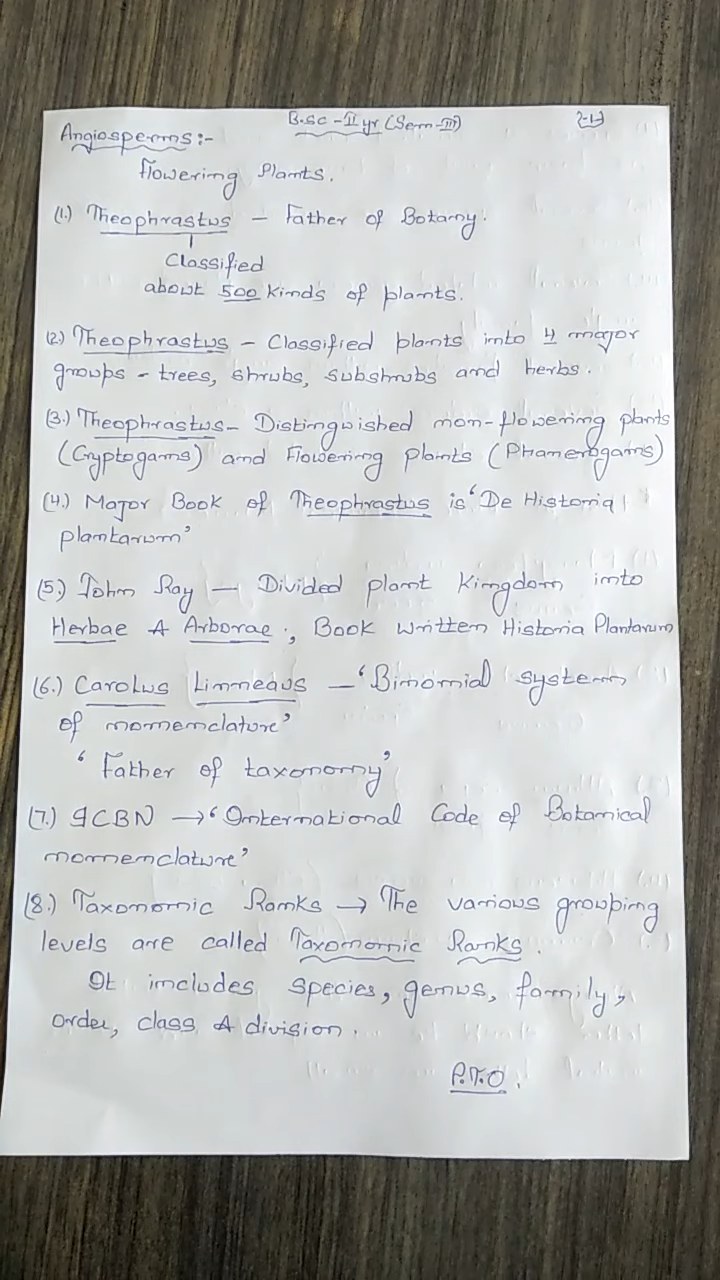 B.Sc - II yr (Sem-III)
Angiosperms:-
Flowering Plants.
(1.) Theophrastus - Father of Botany.
Classified
about 500 kinds of plants.
(2.) Theophrastus - Classified plants into 4 major
groups - trees, shrubs, subshrubs and herbs.
(3.) Theophrastus - Distinguished non-flowering plants
(Cryptogams) and Flowering Plants (Phanerogams)
(4.) Major Book of Theophrastus is 'De Historia
plantarum'
(5.) John Ray - Divided plant Kingdom into
Herbae & Arborae ; Book written Historia Plantarum
(6.) Carolus Linneaus - 'Binomial system
of nomenclature'
'Father of taxonomy'
(7.) ICBN → 'International Code of Botanical
nomenclature'
(8.) Taxonomic Ranks → The various grouping
levels are called Taxonomic Ranks.
It includes species, genus, family,
order, class & division.
P.T.O.